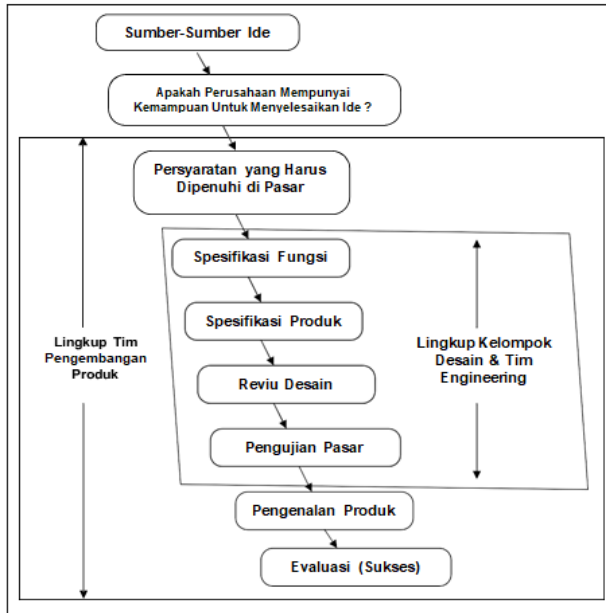 Sumber-Sumber Ide
Apakah Perusahaan Mempunyai
Kemampuan Untuk Menyelesaikan Ide ?
Persyaratan yang Harus
Dipenuhi di Pasar
Spesifikasi Fungsi
Spesifikasi Produk
Lingkup Tim
Pengembangan
Produk
Lingkup Kelompok
Desain & Tim
Engineering
Reviu Desain
Pengujian Pasar
Pengenalan Produk
Evaluasi (Sukses)